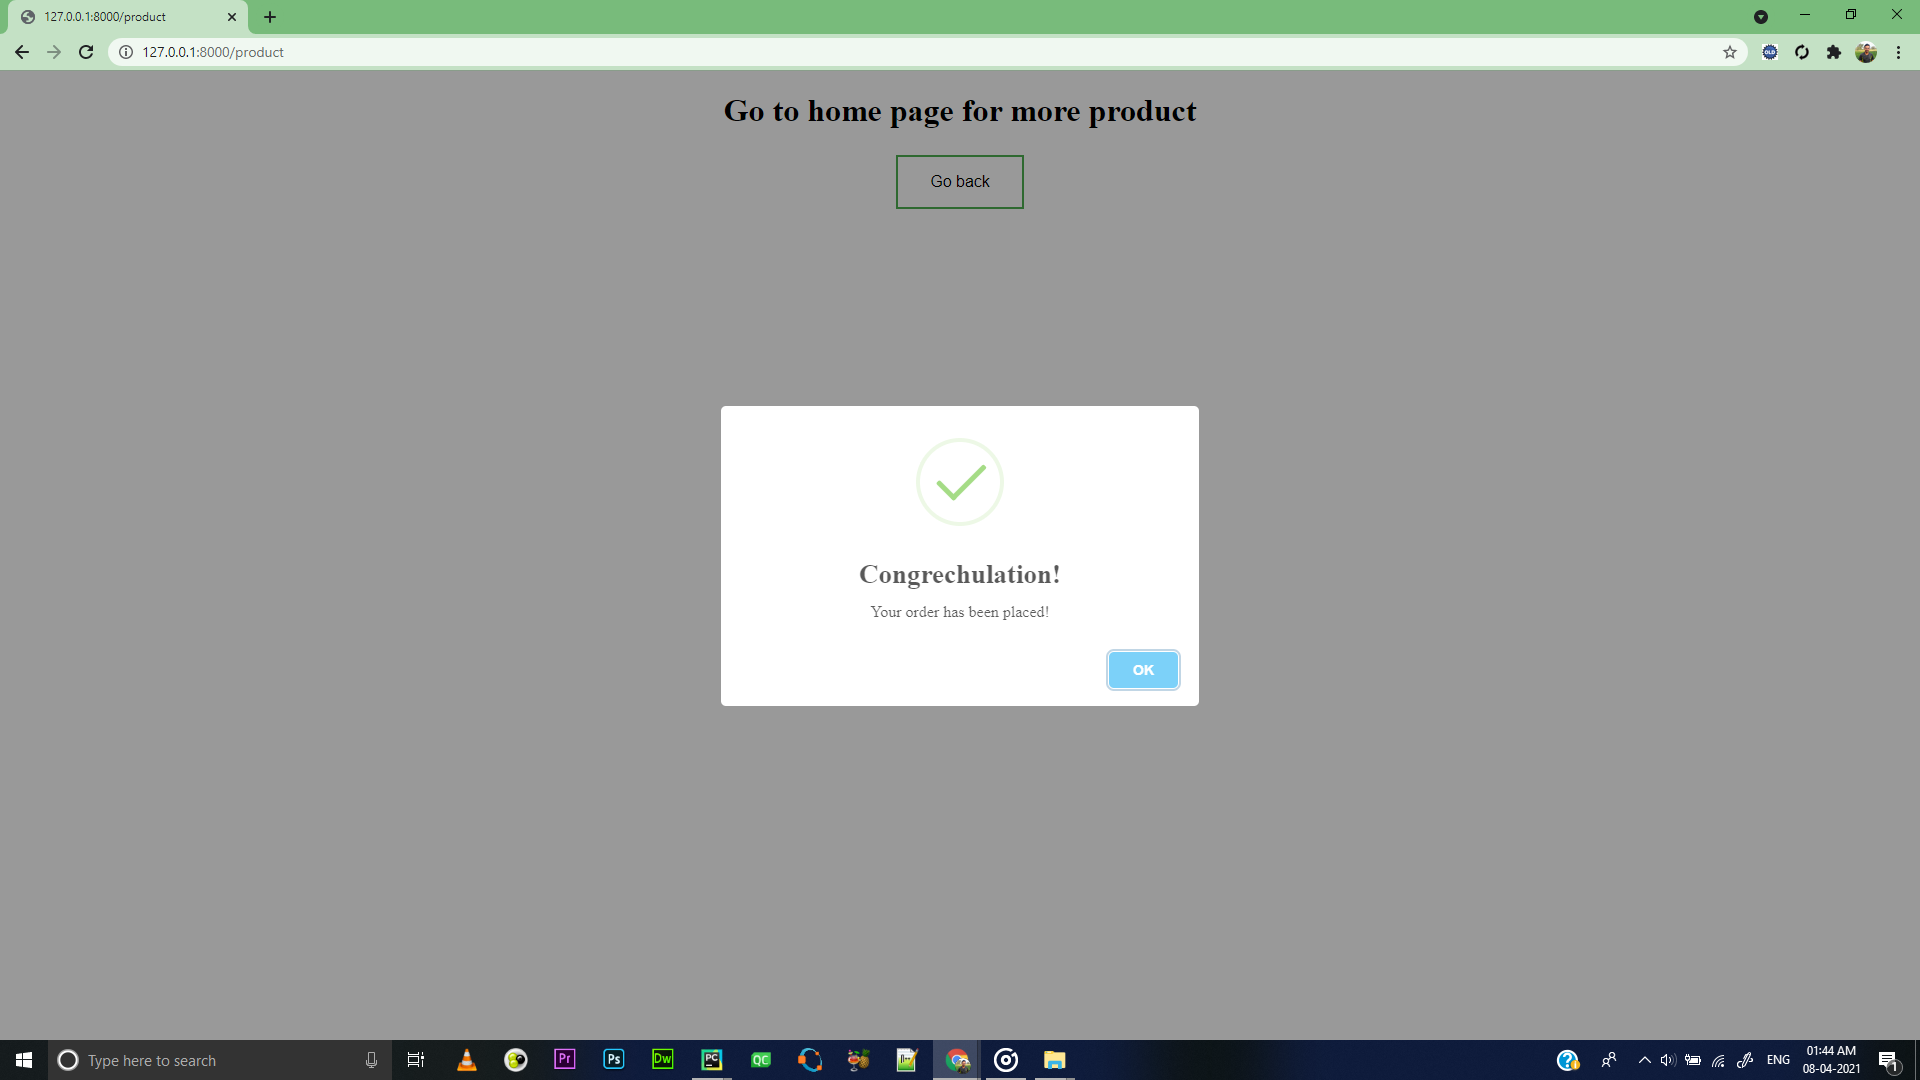 127.0.0.1:8000/product
127.0.0.1:8000/product
OLD
Go to home page for more product
Go back
Congrechulation!
Your order has been placed!
OK
Type here to search
Pr
Ps
Dw
PC
QC
ENG
01:44 AM
08-04-2021
1